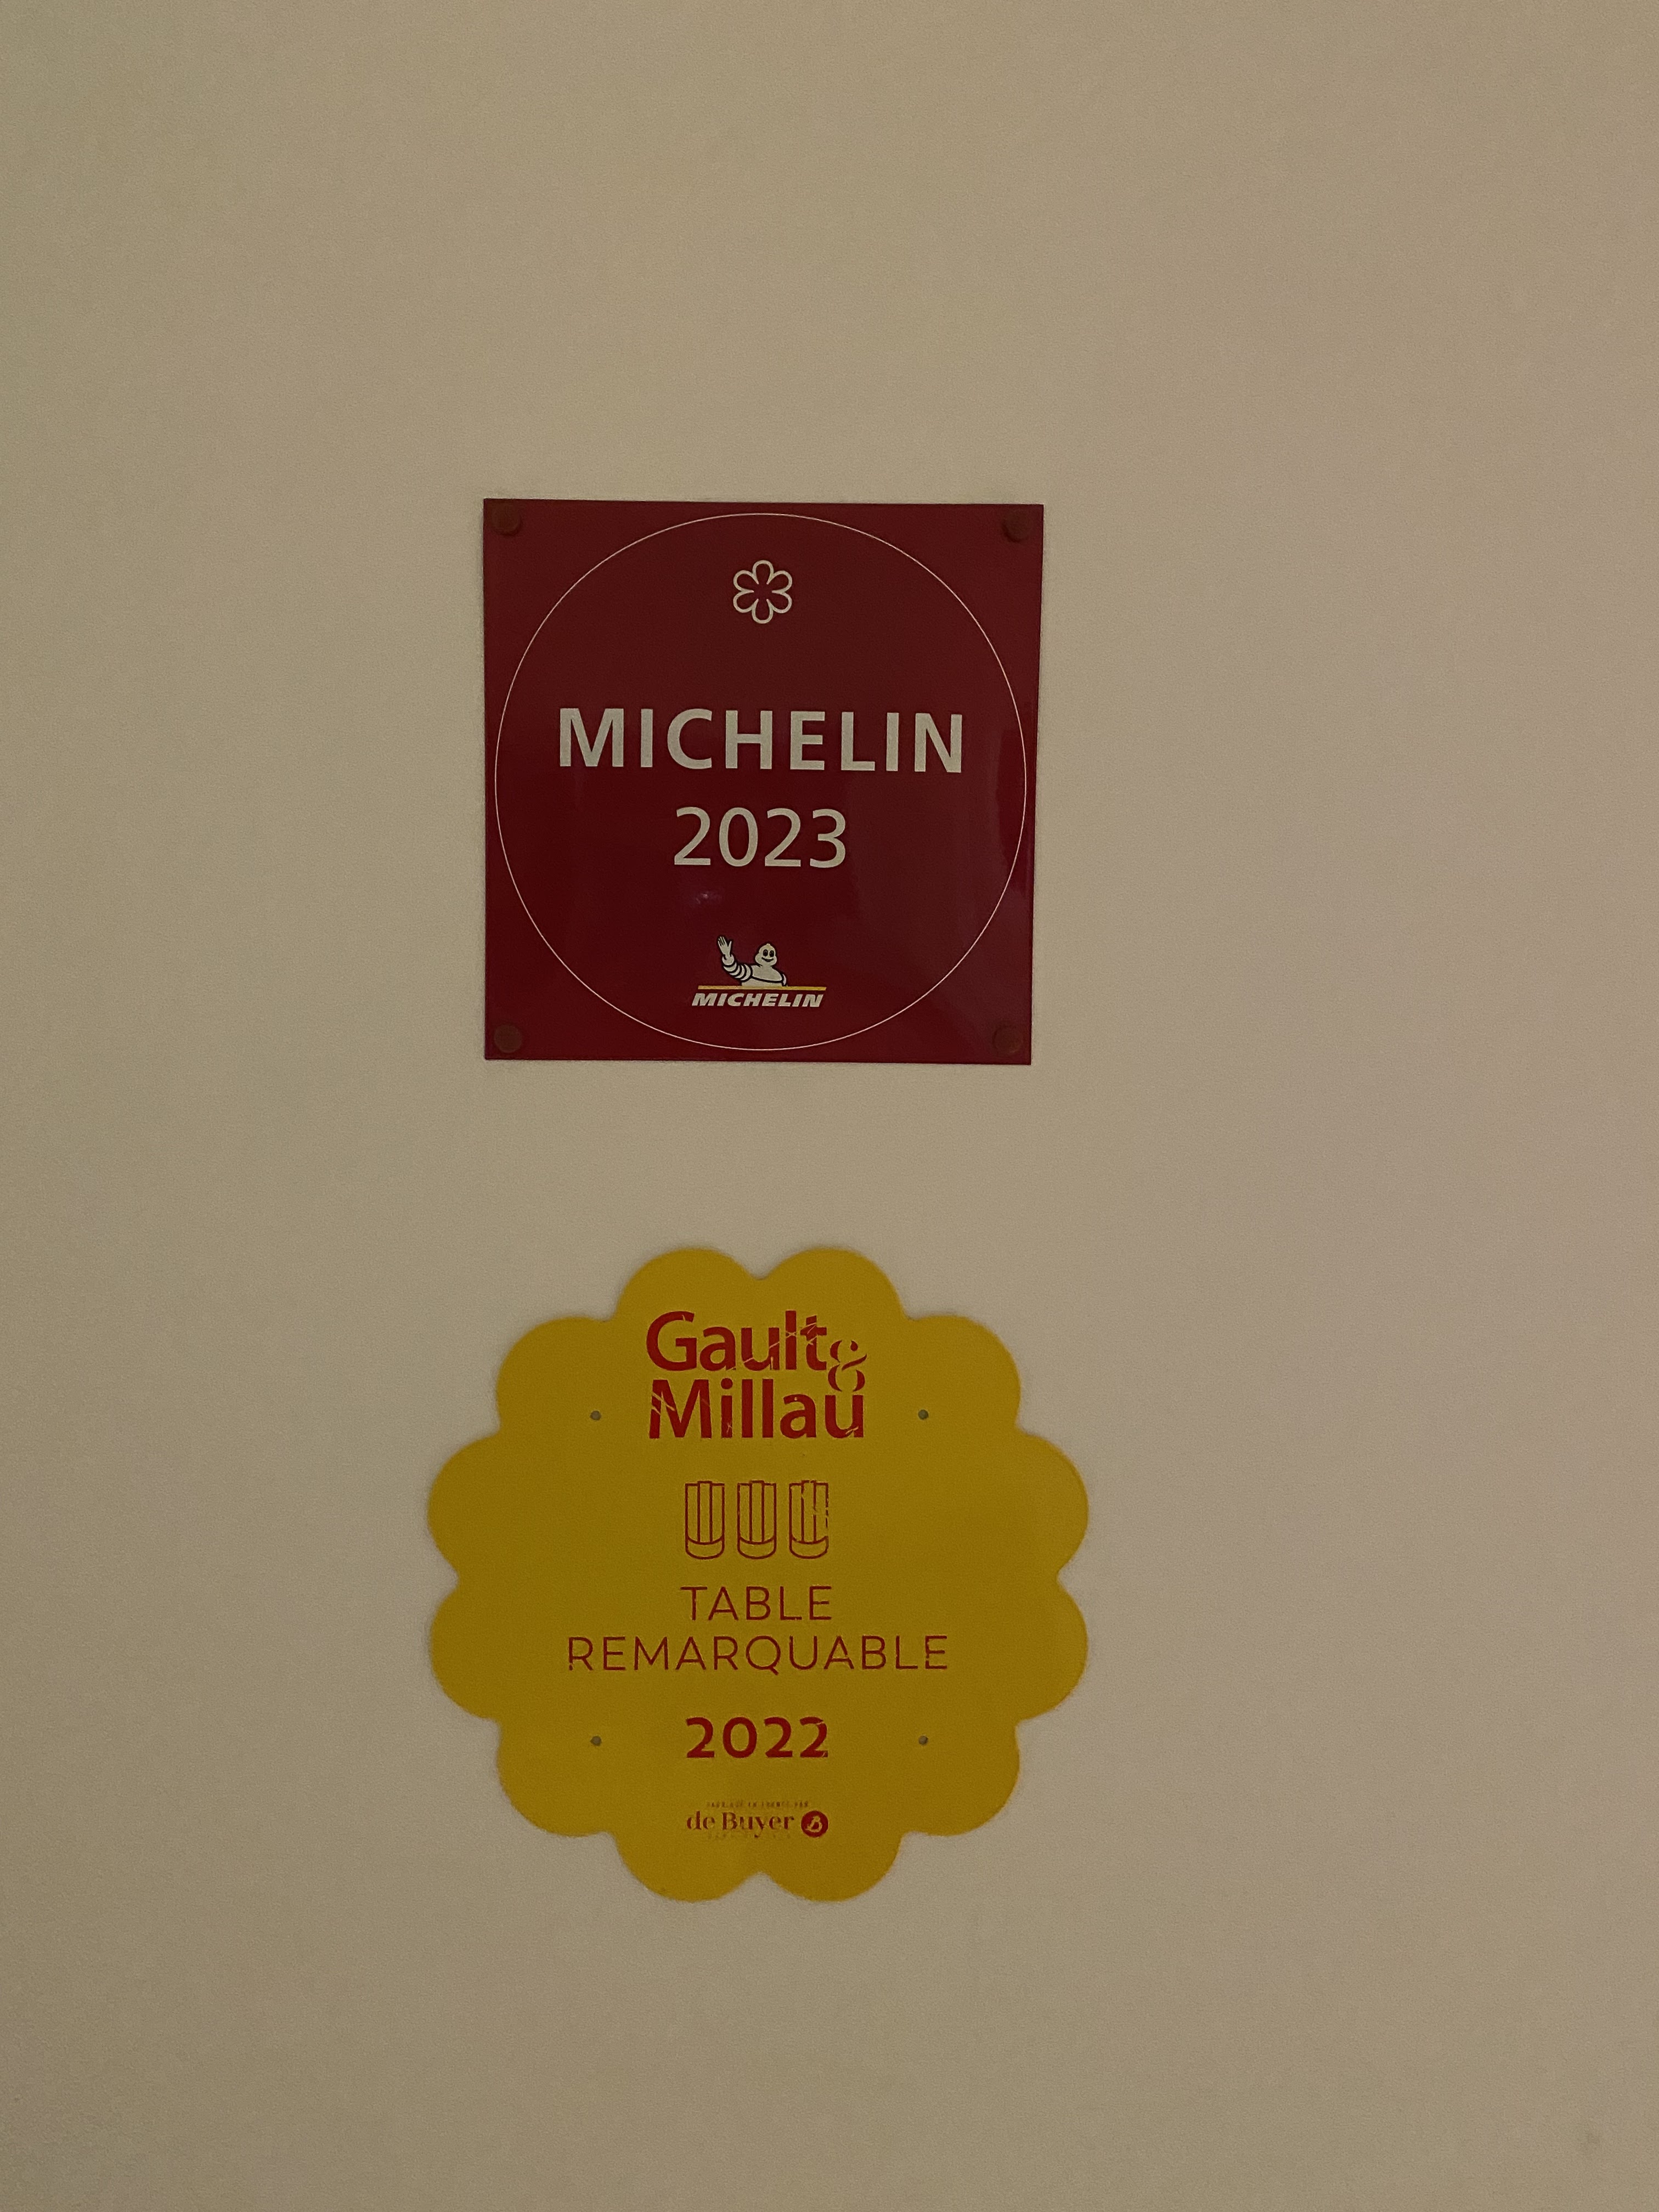 MICHELIN
2023
MICHELIN
Gault&
Millau
TABLE
REMARQUABLE
2022
de Buyer B